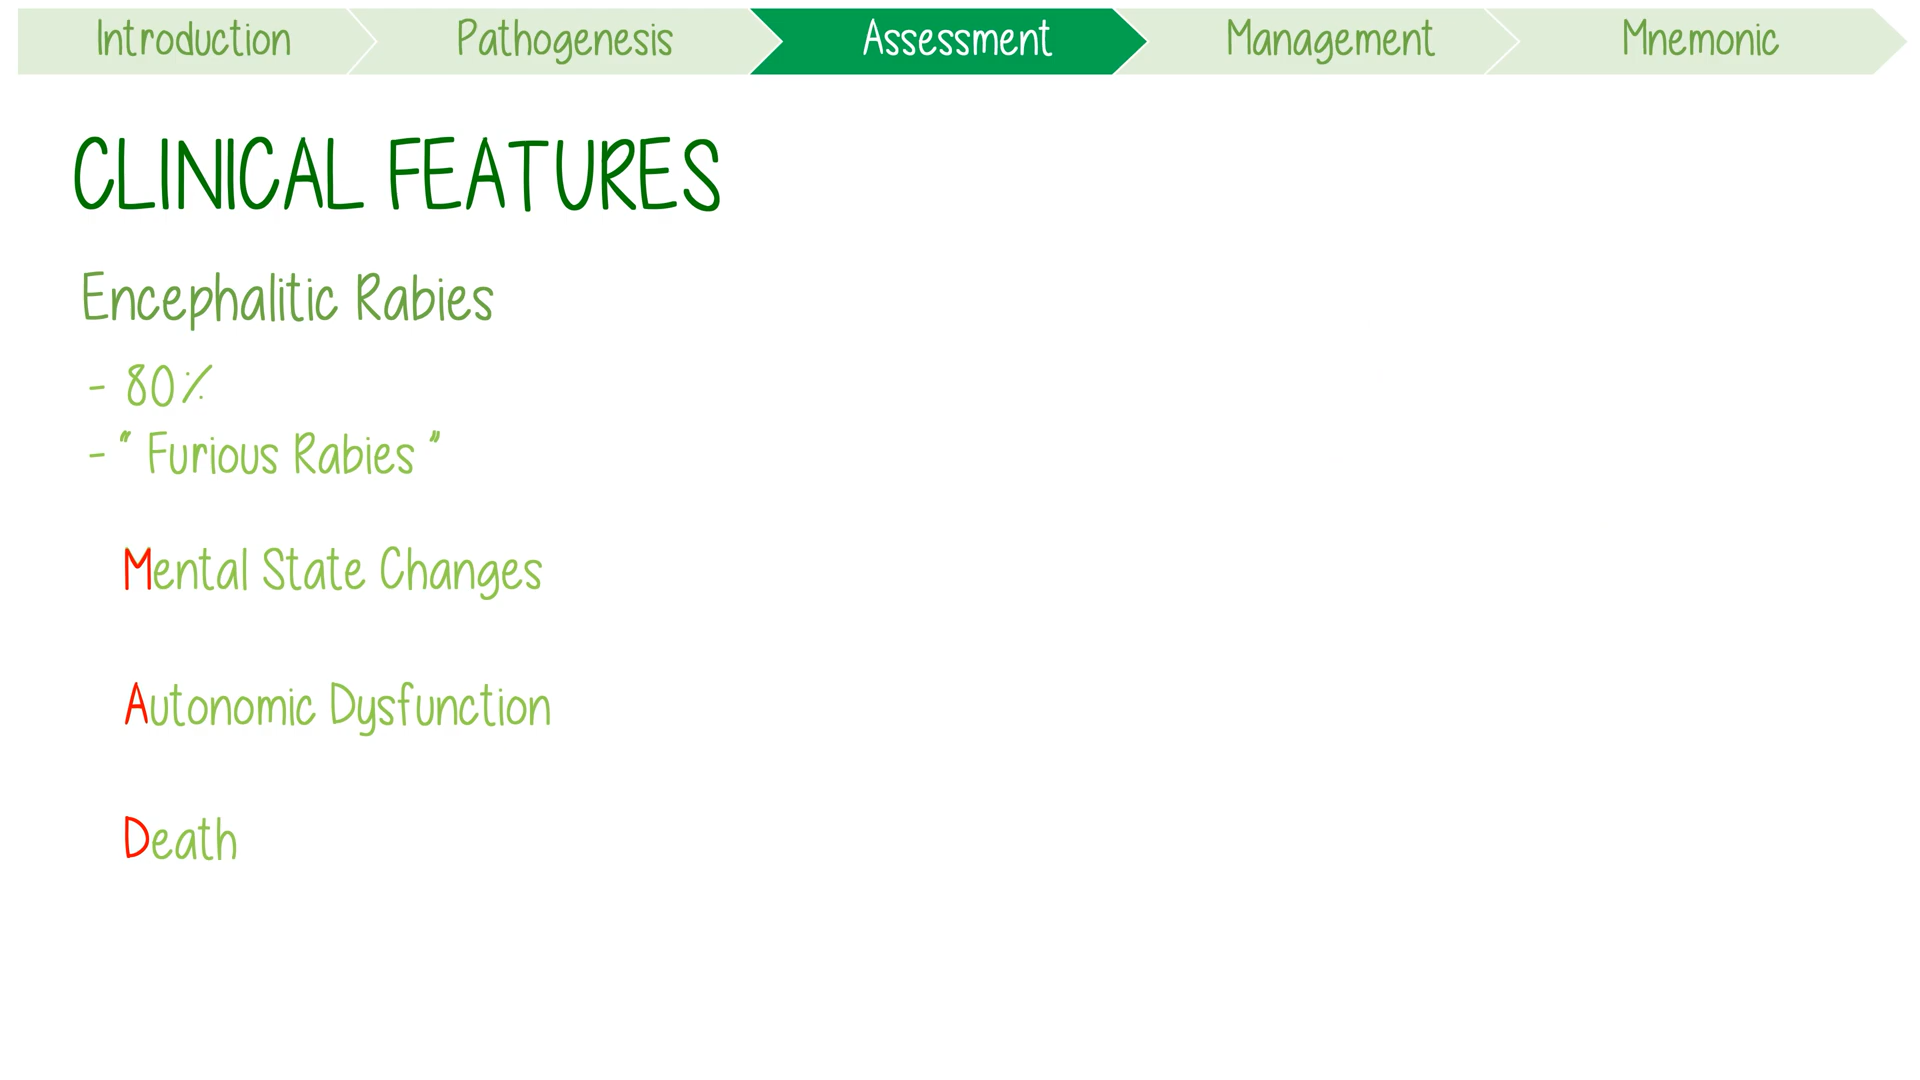 Introduction Pathogenesis Assessment Management Mnemonic
CLINICAL FEATURES
Encephalitic Rabies
- 80%
- " Furious Rabies "
Mental State Changes
Autonomic Dysfunction
Death